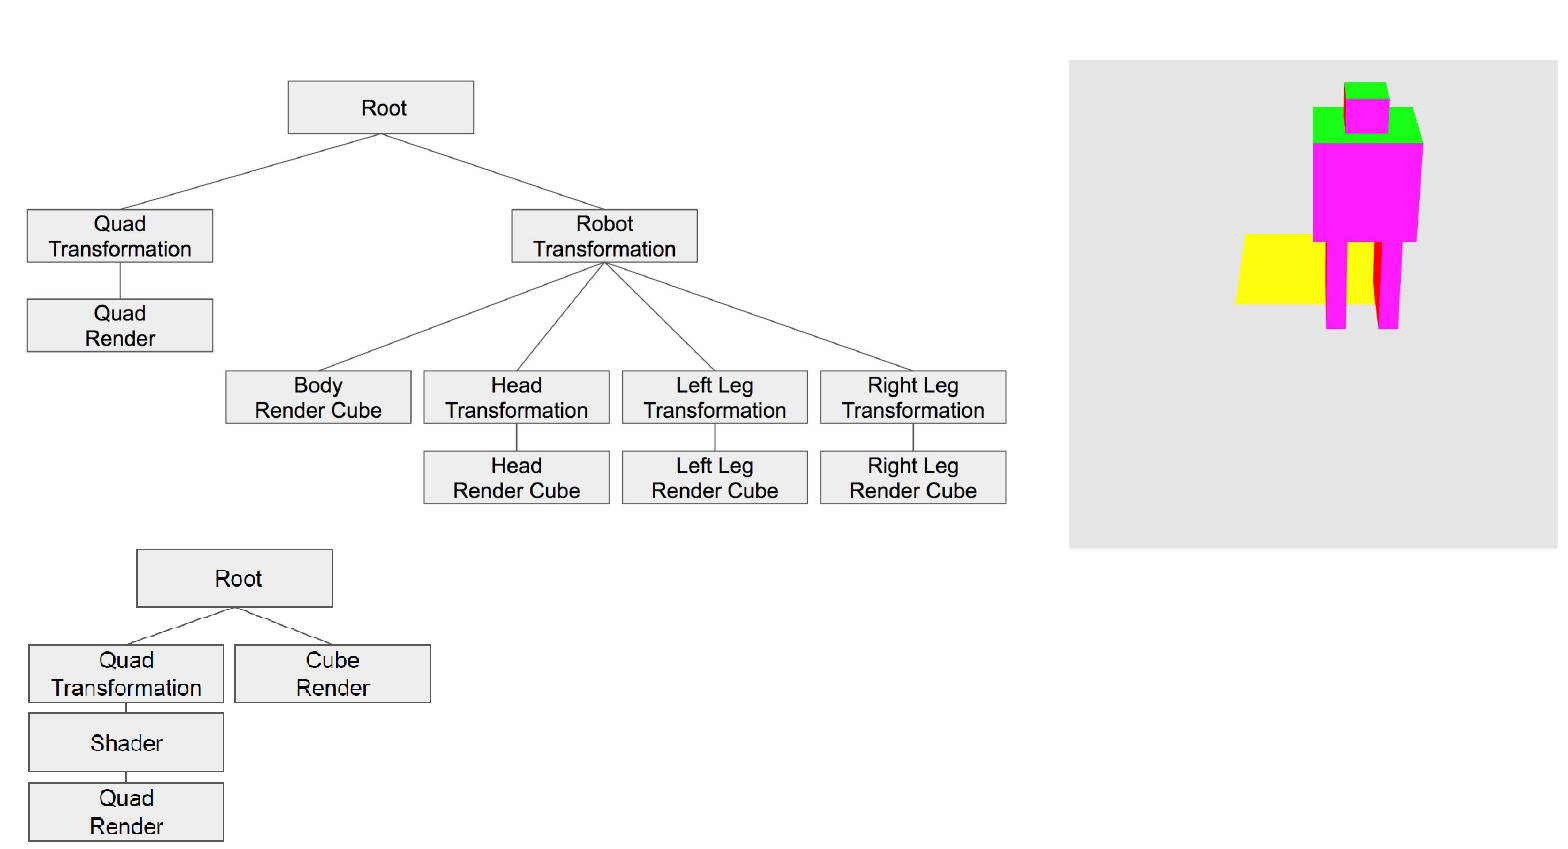 Root
Quad
Transformation
Robot
Transformation
Quad
Render
Body
Render Cube
Head
Transformation
Left Leg
Transformation
Right Leg
Transformation
Head
Render Cube
Left Leg
Render Cube
Right Leg
Render Cube
Root
Quad
Transformation
Cube
Render
Shader
Quad
Render